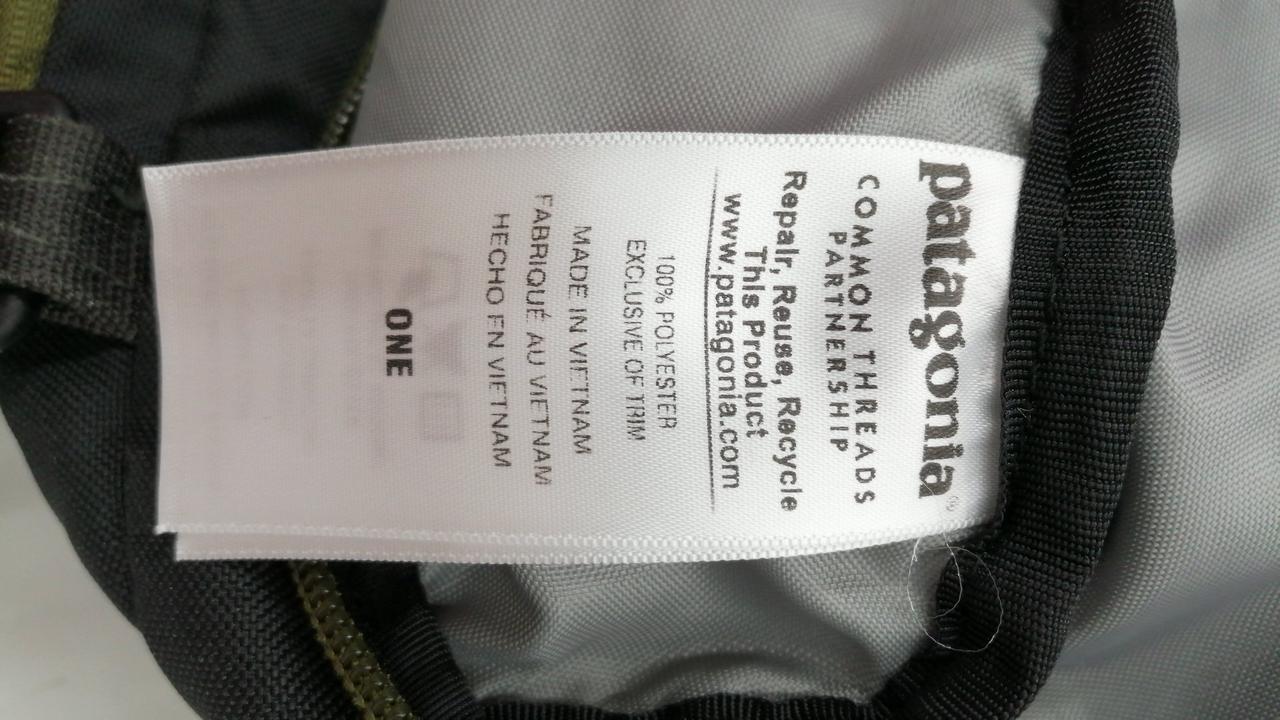 patagonia®
COMMON THREADS
PARTNERSHIP
Repair, Reuse, Recycle
This Product
www.patagonia.com
100% POLYESTER
EXCLUSIVE OF TRIM
MADE IN VIETNAM
FABRIQUÉ AU VIETNAM
HECHO EN VIETNAM
ONE